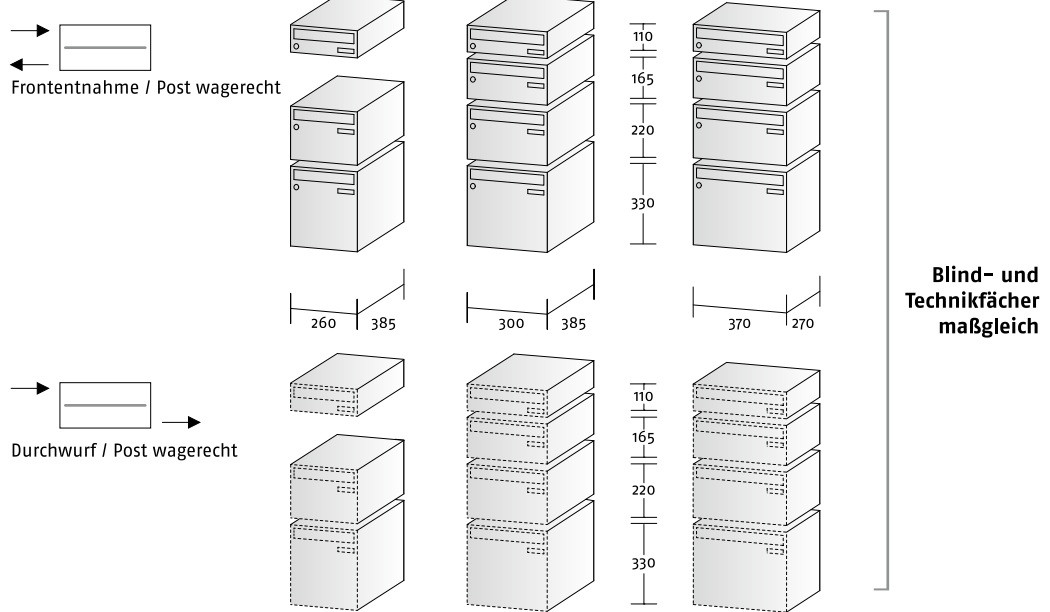 110
165
Frontentnahme / Post wagerecht
220
330
260
385
300
385
370
270
Blind- und
Technikfächer
maßgleich
110
165
Durchwurf / Post wagerecht
220
330